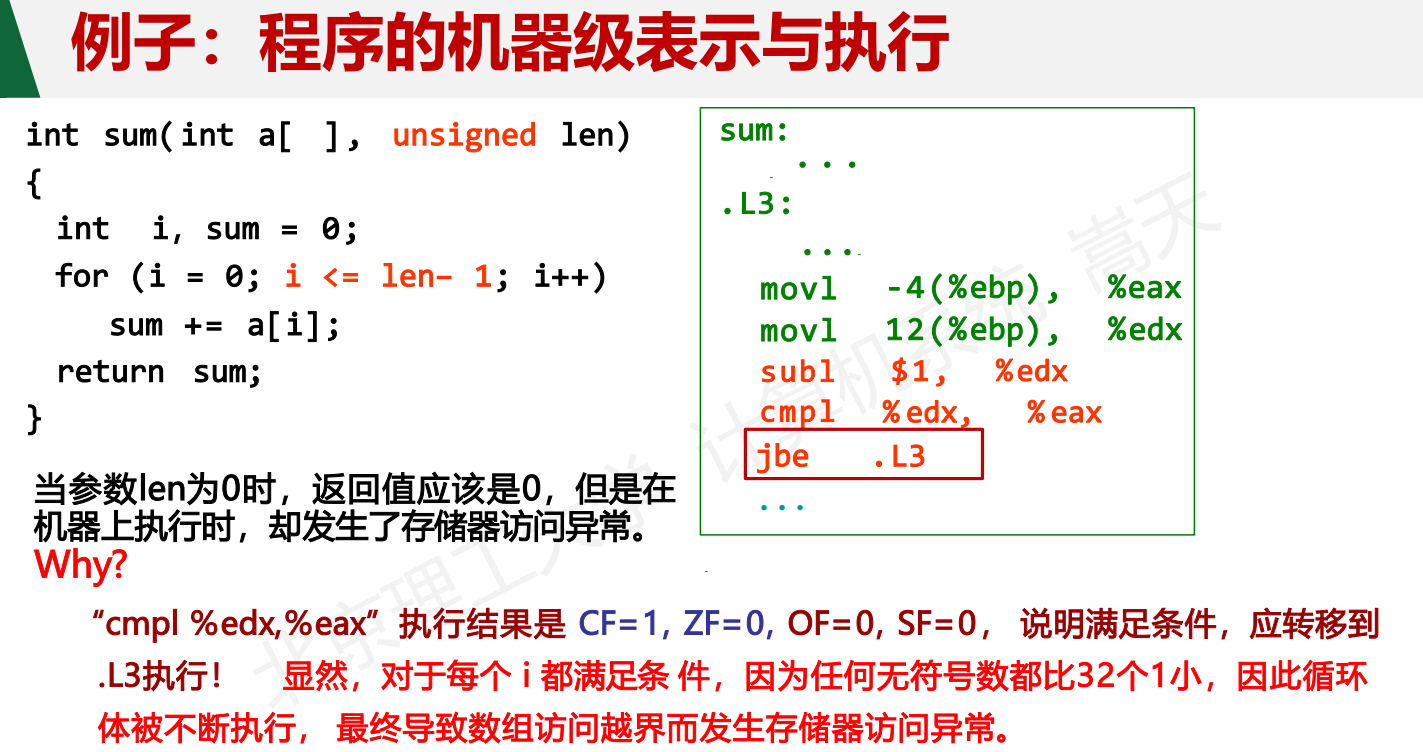 例子：程序的机器级表示与执行
int sum(int a[ ], unsigned len)
{
int i, sum = 0;
for (i = 0; i <= len– 1; i++)
sum += a[i];
return sum;
}
当参数len为0时，返回值应该是0，但是在
机器上执行时，却发生了存储器访问异常。
Why?
sum:
...
.L3:
...
movl -4(%ebp), %eax
movl 12(%ebp), %edx
subl $1, %edx
cmpl %edx, %eax
jbe .L3
...
“cmpl %edx,%eax” 执行结果是 CF=1, ZF=0, OF=0, SF=0， 说明满足条件，应转移到
.L3执行！ 显然，对于每个 i 都满足条 件，因为任何无符号数都比32个1小，因此循环
体被不断执行， 最终导致数组访问越界而发生存储器访问异常。
北京理工大学 计算机系统 嵩天